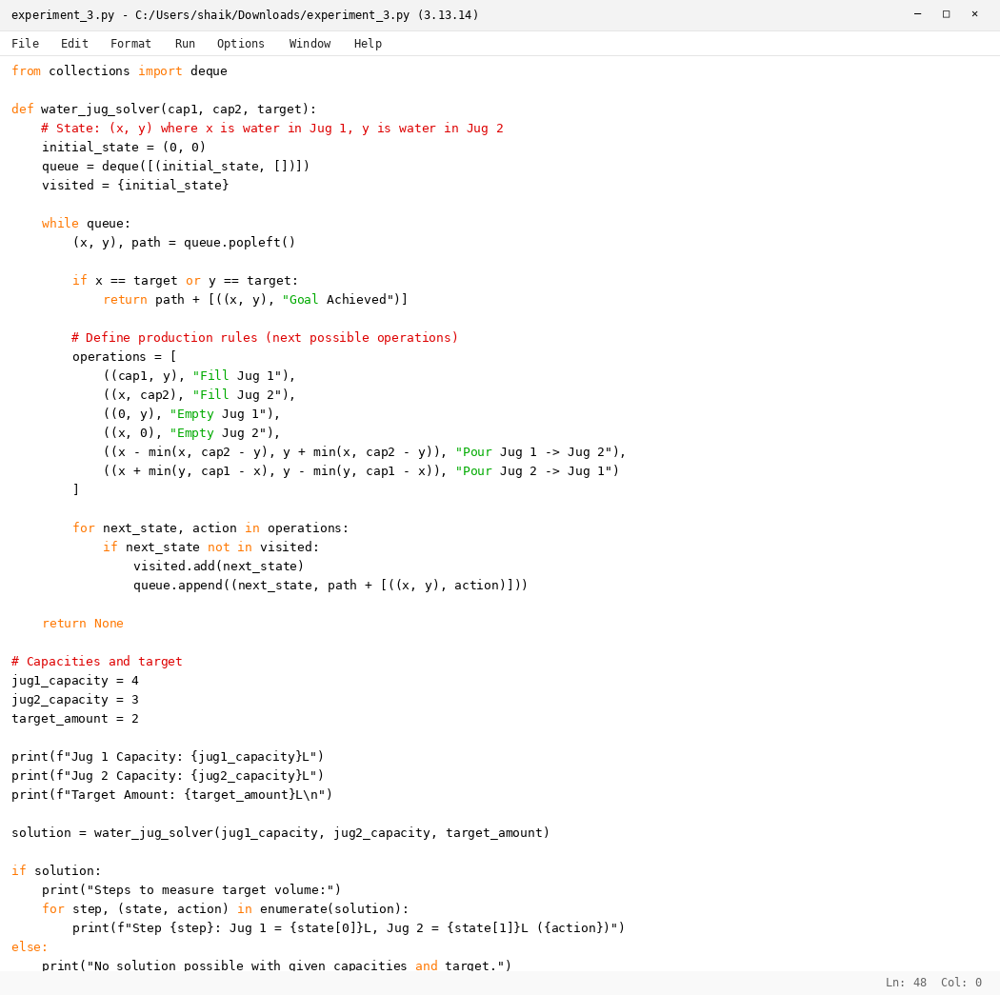 experiment_3.py - C:/Users/shaik/Downloads/experiment_3.py (3.13.14)
File Edit Format Run Options Window Help
from collections import deque

def water_jug_solver(cap1, cap2, target):
    # State: (x, y) where x is water in Jug 1, y is water in Jug 2
    initial_state = (0, 0)
    queue = deque([(initial_state, [])])
    visited = {initial_state}

    while queue:
        (x, y), path = queue.popleft()

        if x == target or y == target:
            return path + [((x, y), "Goal Achieved")]

        # Define production rules (next possible operations)
        operations = [
            ((cap1, y), "Fill Jug 1"),
            ((x, cap2), "Fill Jug 2"),
            ((0, y), "Empty Jug 1"),
            ((x, 0), "Empty Jug 2"),
            ((x - min(x, cap2 - y), y + min(x, cap2 - y)), "Pour Jug 1 -> Jug 2"),
            ((x + min(y, cap1 - x), y - min(y, cap1 - x)), "Pour Jug 2 -> Jug 1")
        ]

        for next_state, action in operations:
            if next_state not in visited:
                visited.add(next_state)
                queue.append((next_state, path + [((x, y), action)]))

    return None

# Capacities and target
jug1_capacity = 4
jug2_capacity = 3
target_amount = 2

print(f"Jug 1 Capacity: {jug1_capacity}L")
print(f"Jug 2 Capacity: {jug2_capacity}L")
print(f"Target Amount: {target_amount}L\n")

solution = water_jug_solver(jug1_capacity, jug2_capacity, target_amount)

if solution:
    print("Steps to measure target volume:")
    for step, (state, action) in enumerate(solution):
        print(f"Step {step}: Jug 1 = {state[0]}L, Jug 2 = {state[1]}L ({action})")
else:
    print("No solution possible with given capacities and target.")
Ln: 48 Col: 0